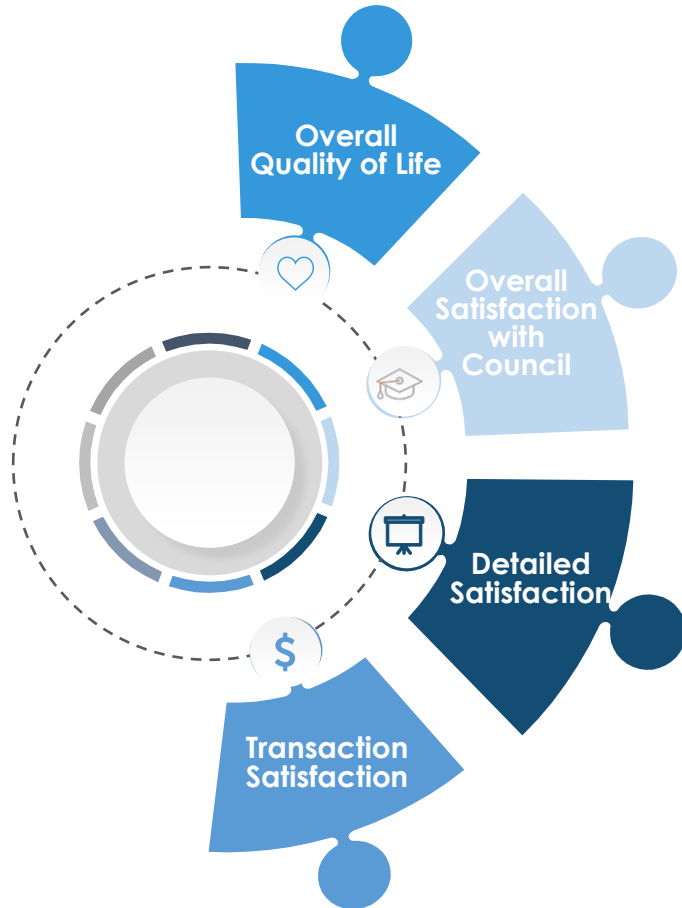 Overall
Quality of Life
Overall
Satisfaction
with
Council
Detailed
Satisfaction
$
Transaction
Satisfaction